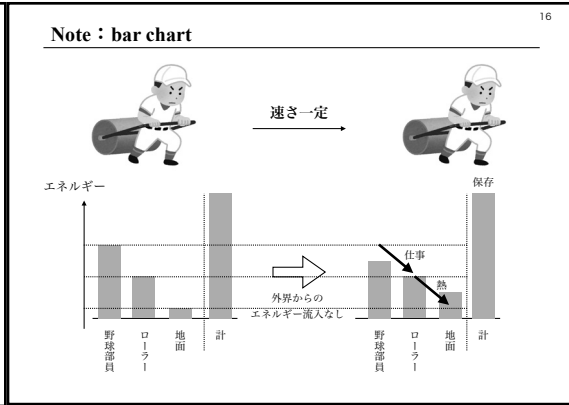 16
Note：bar chart
速さ一定
エネルギー
保存
仕事
熱
外界からの
エネルギー流入なし
野球部員
ローラー
地面
計
野球部員
ローラー
地面
計